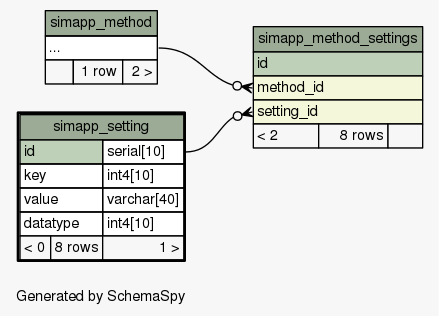 simapp_method
...
1 row 2 >
simapp_method_settings
id
method_id
setting_id
< 2 8 rows
simapp_setting
id serial[10]
key int4[10]
value varchar[40]
datatype int4[10]
< 0 8 rows 1 >
Generated by SchemaSpy